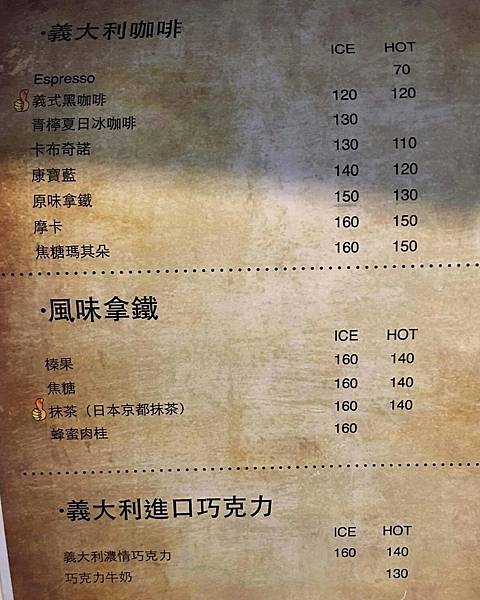 ·義大利咖啡
ICE HOT
Espresso 70
義式黑咖啡 120 120
青檸夏日冰咖啡 130
卡布奇諾 130 110
康寶藍 140 120
原味拿鐵 150 130
摩卡 160 150
焦糖瑪其朵 160 150
·風味拿鐵
ICE HOT
榛果 160 140
焦糖 160 140
抹茶（日本京都抹茶） 160 140
蜂蜜肉桂 160
·義大利進口巧克力
ICE HOT
義大利濃情巧克力 160 140
巧克力牛奶 130